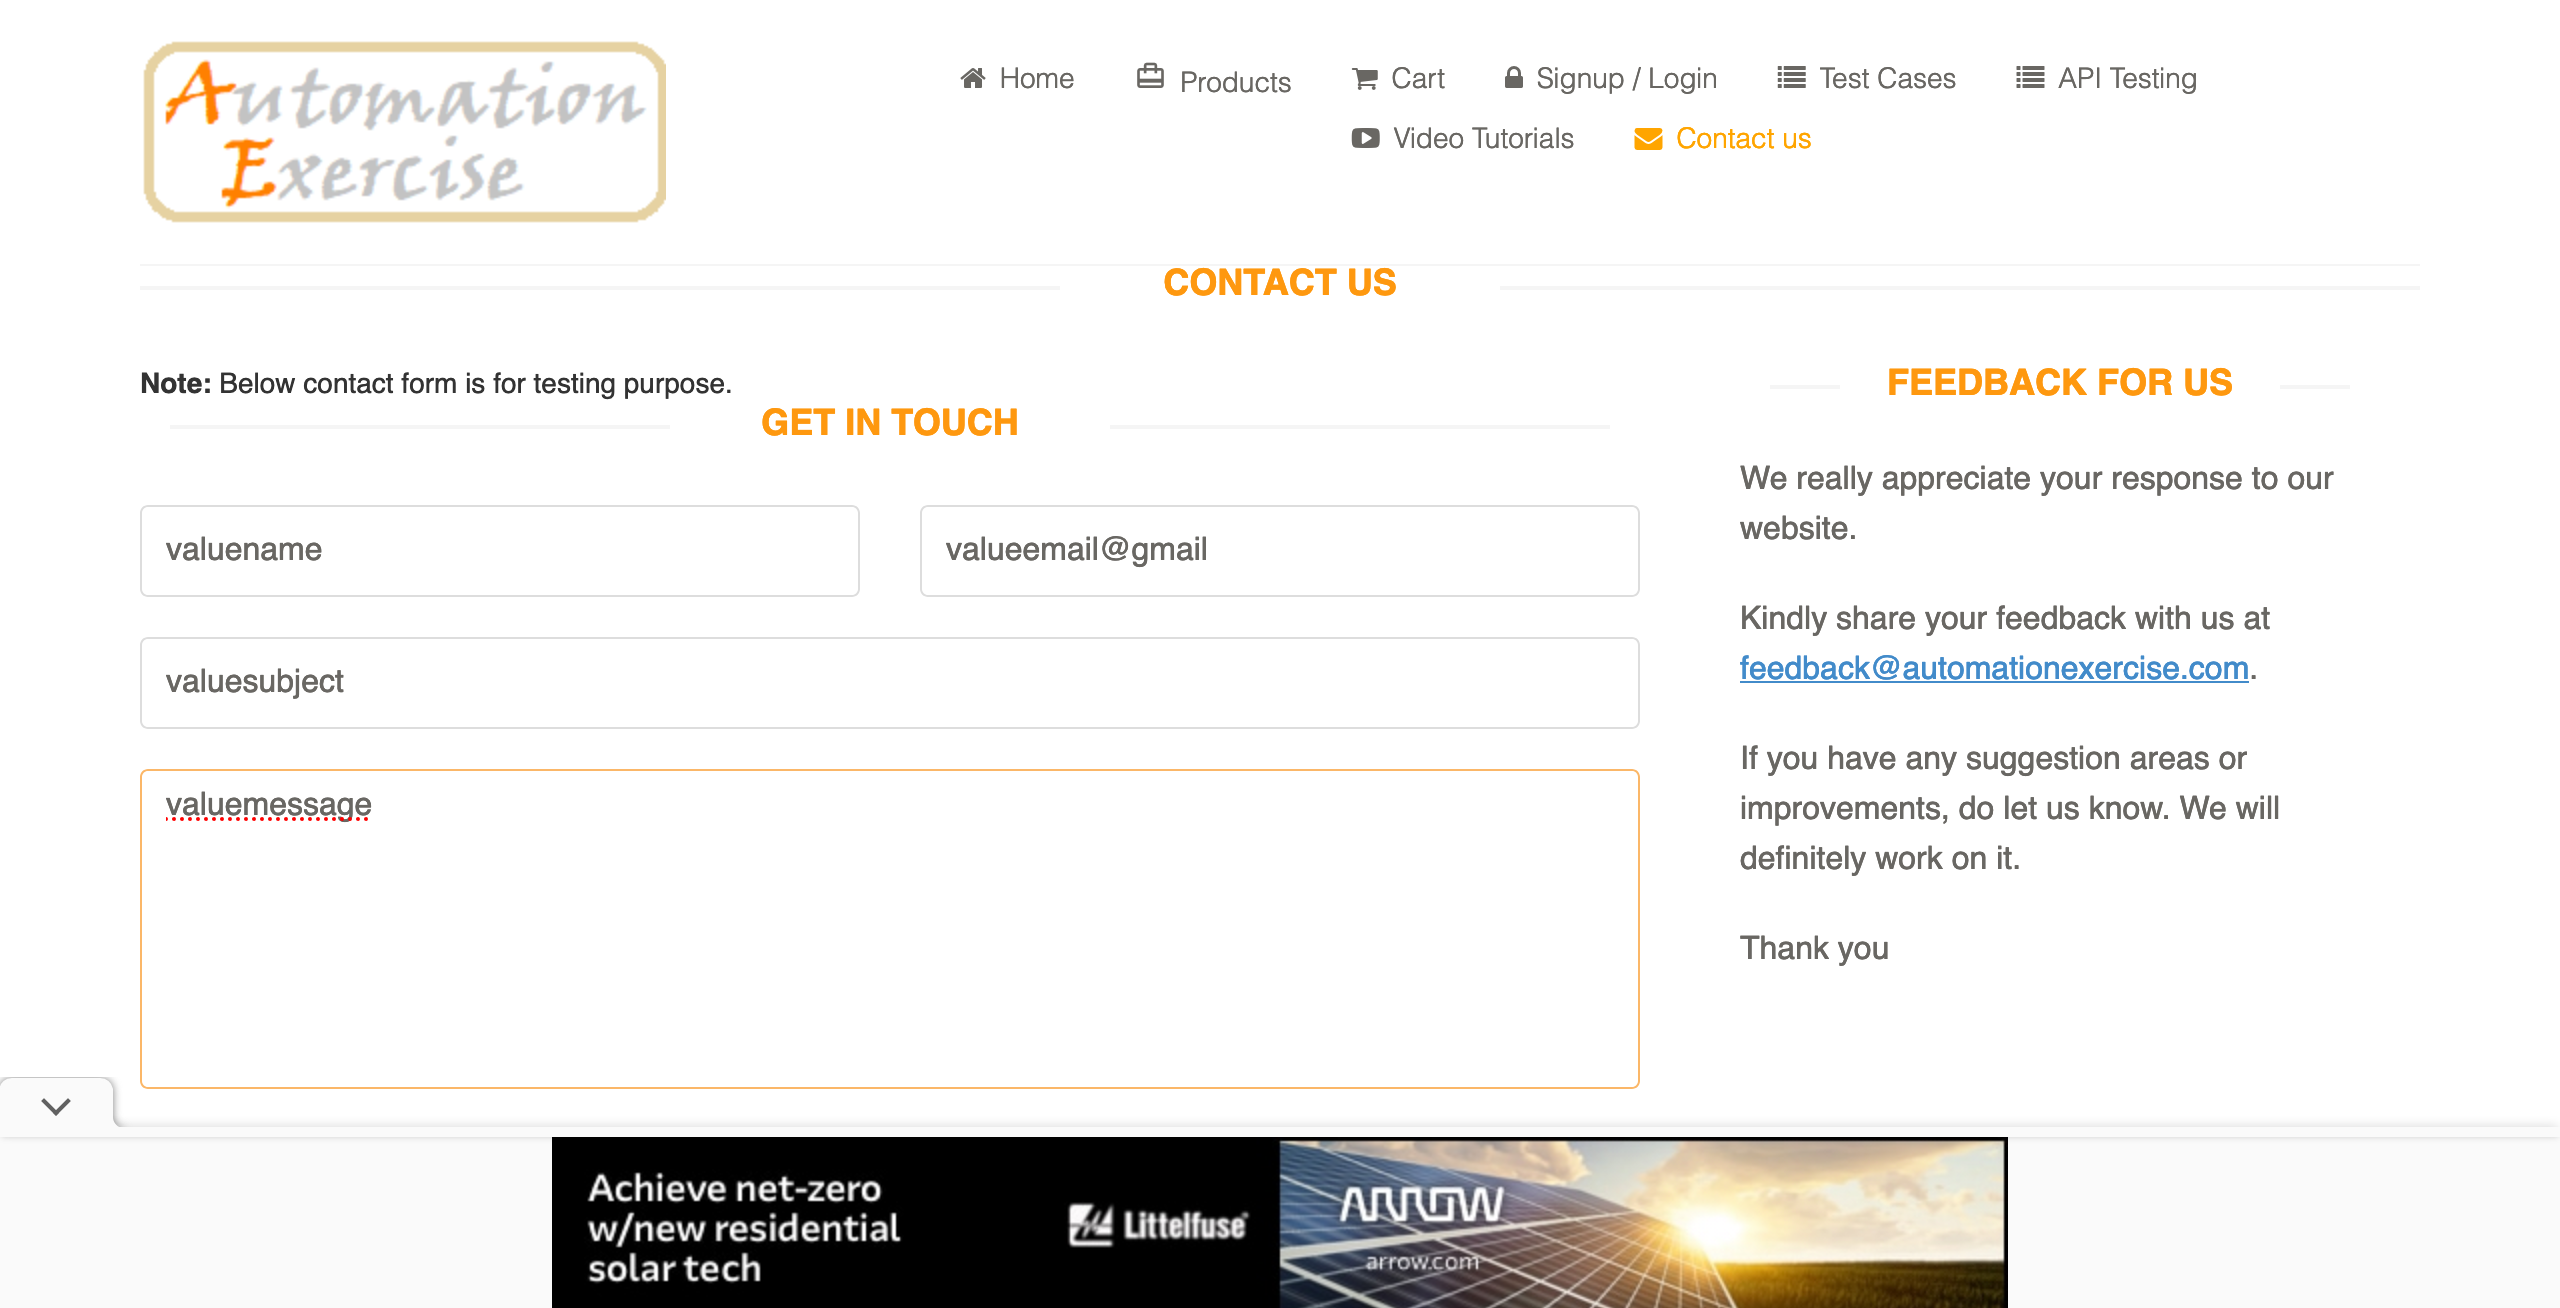 Automation
Exercise
Home
Products
Cart
Signup / Login
Test Cases
API Testing
Video Tutorials
Contact us
CONTACT US
Note: Below contact form is for testing purpose.
GET IN TOUCH
valuename
valueemail@gmail
valuesubject
valuemessage
FEEDBACK FOR US
We really appreciate your response to our
website.
Kindly share your feedback with us at
feedback@automationexercise.com.
If you have any suggestion areas or
improvements, do let us know. We will
definitely work on it.
Thank you
Achieve net-zero
w/new residential
solar tech
Littelfuse
ARROW
arrow.com